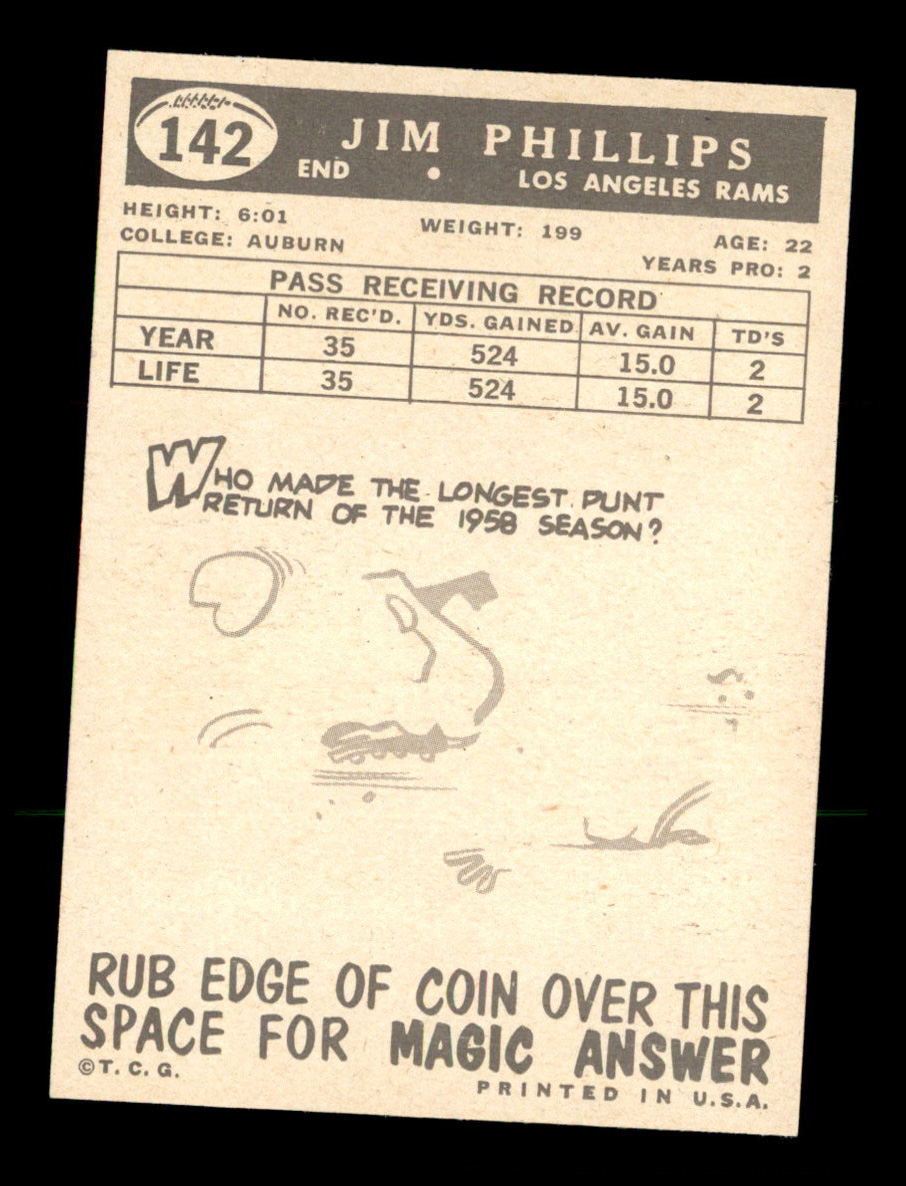 142
JIM PHILLIPS
END • LOS ANGELES RAMS
HEIGHT: 6:01 WEIGHT: 199 AGE: 22
COLLEGE: AUBURN YEARS PRO: 2
PASS RECEIVING RECORD
NO. REC'D. YDS. GAINED AV. GAIN TD'S
YEAR 35 524 15.0 2
LIFE 35 524 15.0 2
WHO MADE THE LONGEST PUNT
RETURN OF THE 1958 SEASON?
RUB EDGE OF COIN OVER THIS
SPACE FOR MAGIC ANSWER
©T. C. G.
PRINTED IN U.S.A.